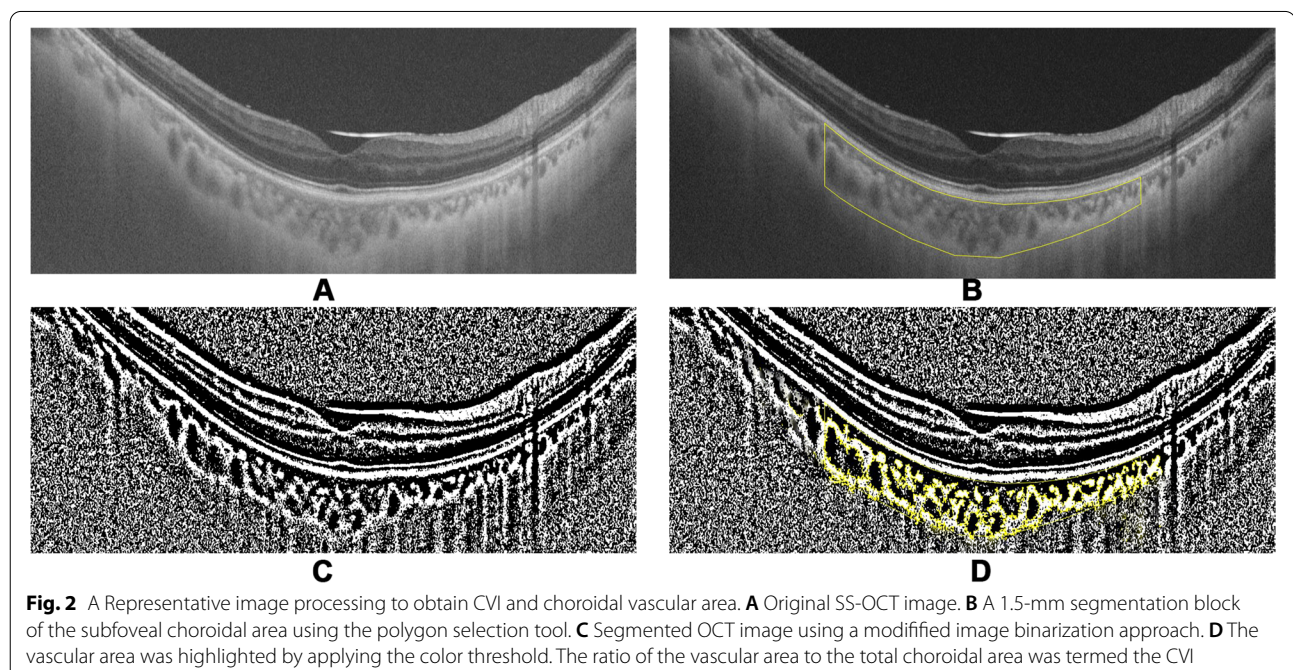 A
B
C
D
Fig. 2 A Representative image processing to obtain CVI and choroidal vascular area. A Original SS-OCT image. B A 1.5-mm segmentation block
of the subfoveal choroidal area using the polygon selection tool. C Segmented OCT image using a modifified image binarization approach. D The
vascular area was highlighted by applying the color threshold. The ratio of the vascular area to the total choroidal area was termed the CVI